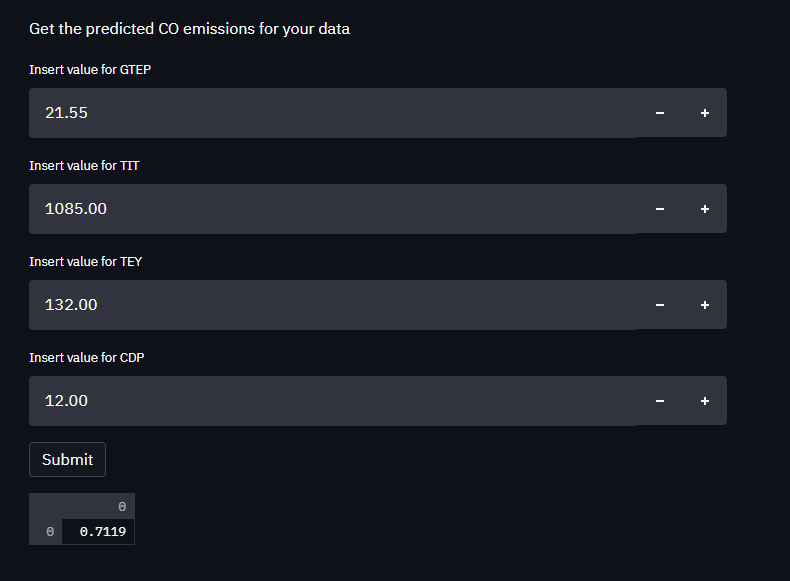 Get the predicted CO emissions for your data
Insert value for GTEP
21.55 − +
Insert value for TIT
1085.00 − +
Insert value for TEY
132.00 − +
Insert value for CDP
12.00 − +
Submit
0
0 0.7119